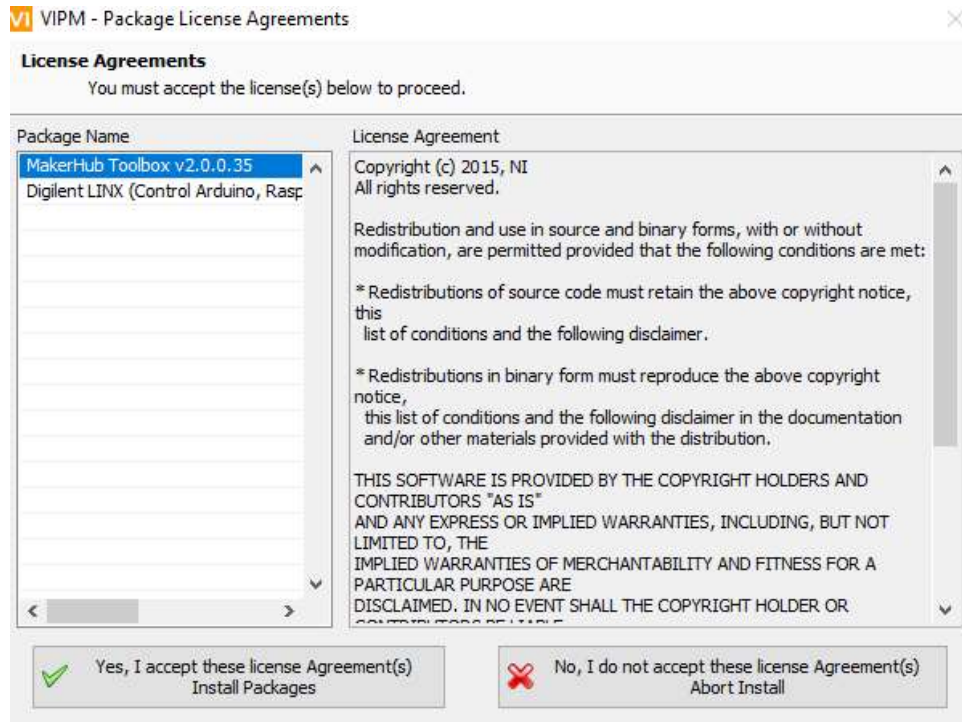 VI VIPM - Package License Agreements
License Agreements
You must accept the license(s) below to proceed.
Package Name
MakerHub Toolbox v2.0.0.35
Digilent LINX (Control Arduino, Rasp
License Agreement
Copyright (c) 2015, NI
All rights reserved.
Redistribution and use in source and binary forms, with or without
modification, are permitted provided that the following conditions are met:
* Redistributions of source code must retain the above copyright notice,
this
list of conditions and the following disclaimer.
* Redistributions in binary form must reproduce the above copyright
notice,
this list of conditions and the following disclaimer in the documentation
and/or other materials provided with the distribution.
THIS SOFTWARE IS PROVIDED BY THE COPYRIGHT HOLDERS AND
CONTRIBUTORS "AS IS"
AND ANY EXPRESS OR IMPLIED WARRANTIES, INCLUDING, BUT NOT
LIMITED TO, THE
IMPLIED WARRANTIES OF MERCHANTABILITY AND FITNESS FOR A
PARTICULAR PURPOSE ARE
DISCLAIMED. IN NO EVENT SHALL THE COPYRIGHT HOLDER OR
Yes, I accept these license Agreement(s)
Install Packages
No, I do not accept these license Agreement(s)
Abort Install